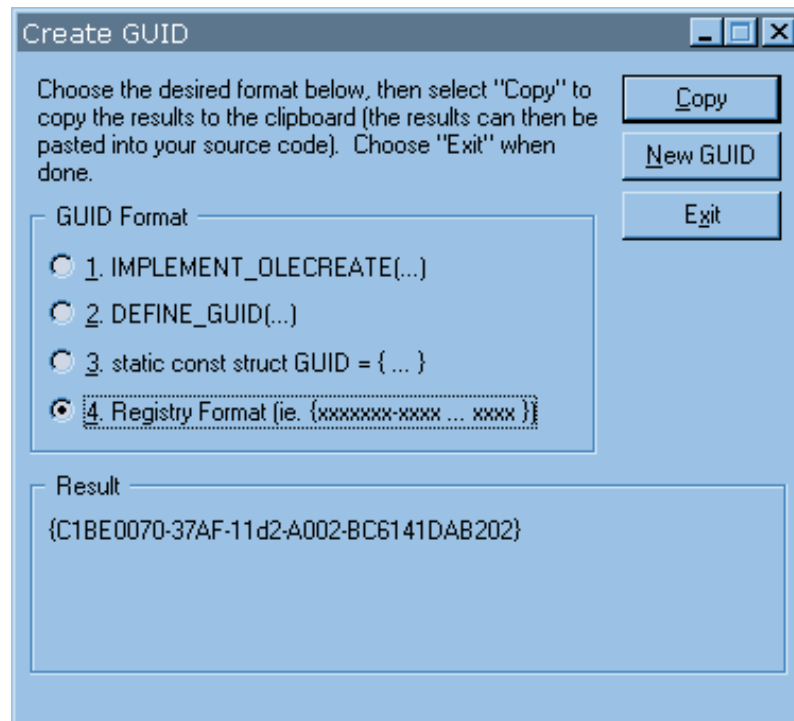 Create GUID
Choose the desired format below, then select "Copy" to
copy the results to the clipboard (the results can then be
pasted into your source code).  Choose "Exit" when
done.
Copy
New GUID
Exit
GUID Format
1. IMPLEMENT_OLECREATE(...)
2. DEFINE_GUID(...)
3. static const struct GUID = { ... }
4. Registry Format (ie. {xxxxxxx-xxxx ... xxxx })
Result
{C1BE0070-37AF-11d2-A002-BC6141DAB202}